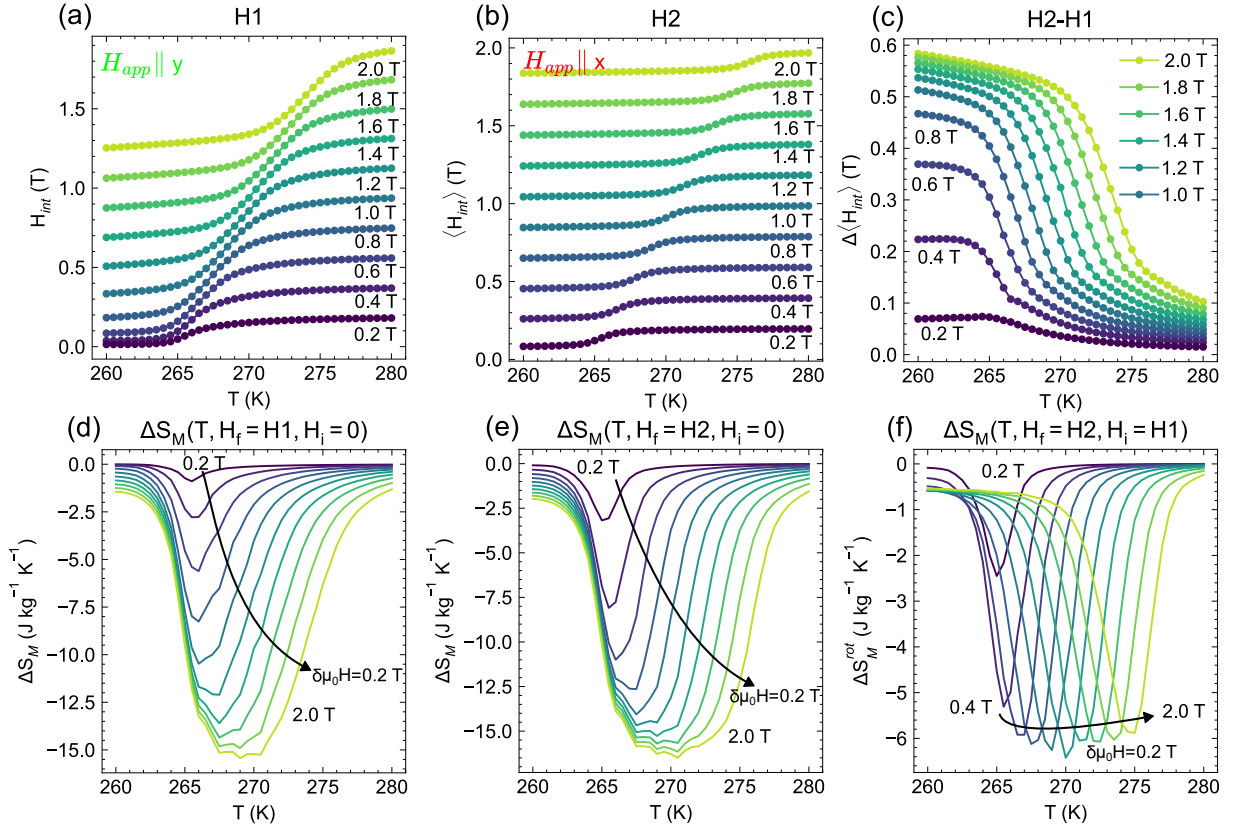 (a)
H1
H_app ∥ y
H_int (T)
1.5
1.0
0.5
0.0
2.0 T
1.8 T
1.6 T
1.4 T
1.2 T
1.0 T
0.8 T
0.6 T
0.4 T
0.2 T
260 265 270 275 280
T (K)
(b)
H2
H_app ∥ x
⟨H_int⟩ (T)
2.0
1.5
1.0
0.5
0.0
2.0 T
1.8 T
1.6 T
1.4 T
1.2 T
1.0 T
0.8 T
0.6 T
0.4 T
0.2 T
260 265 270 275 280
T (K)
(c)
H2-H1
Δ⟨H_int⟩ (T)
0.6
0.5
0.4
0.3
0.2
0.1
0.0
0.8 T
0.6 T
0.4 T
0.2 T
2.0 T
1.8 T
1.6 T
1.4 T
1.2 T
1.0 T
260 265 270 275 280
T (K)
(d)
ΔS_M(T, H_f = H1, H_i = 0)
ΔS_M (J kg⁻¹ K⁻¹)
0.0
−2.5
−5.0
−7.5
−10.0
−12.5
−15.0
0.2 T
δμ₀H=0.2 T
2.0 T
260 265 270 275 280
T (K)
(e)
ΔS_M(T, H_f = H2, H_i = 0)
ΔS_M (J kg⁻¹ K⁻¹)
0.0
−2.5
−5.0
−7.5
−10.0
−12.5
−15.0
0.2 T
δμ₀H=0.2 T
2.0 T
260 265 270 275 280
T (K)
(f)
ΔS_M(T, H_f = H2, H_i = H1)
ΔS_M^rot (J kg⁻¹ K⁻¹)
0
−1
−2
−3
−4
−5
−6
0.2 T
0.4 T
2.0 T
δμ₀H=0.2 T
260 265 270 275 280
T (K)